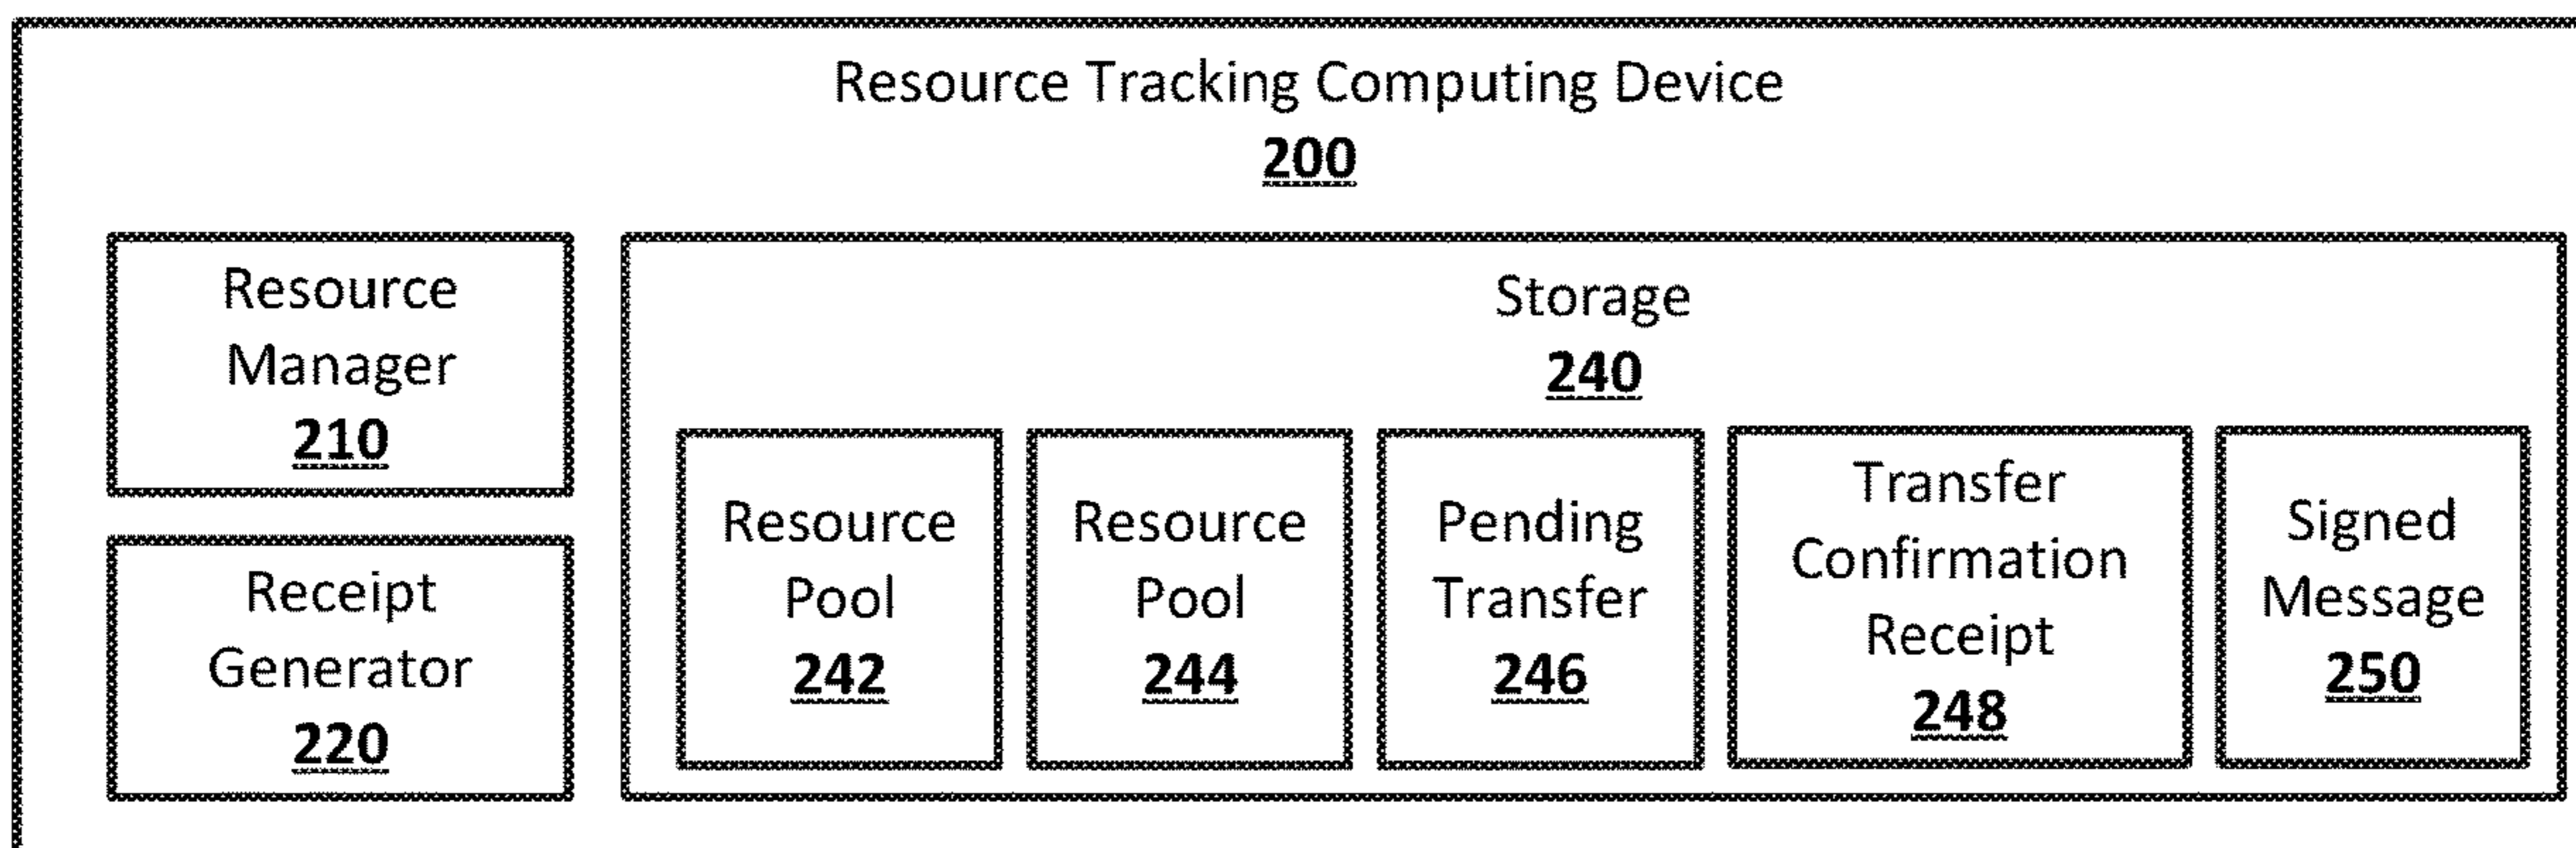 Resource Tracking Computing Device
200
Resource
Manager
210
Receipt
Generator
220
Storage
240
Resource
Pool
242
Resource
Pool
244
Pending
Transfer
246
Transfer
Confirmation
Receipt
248
Signed
Message
250